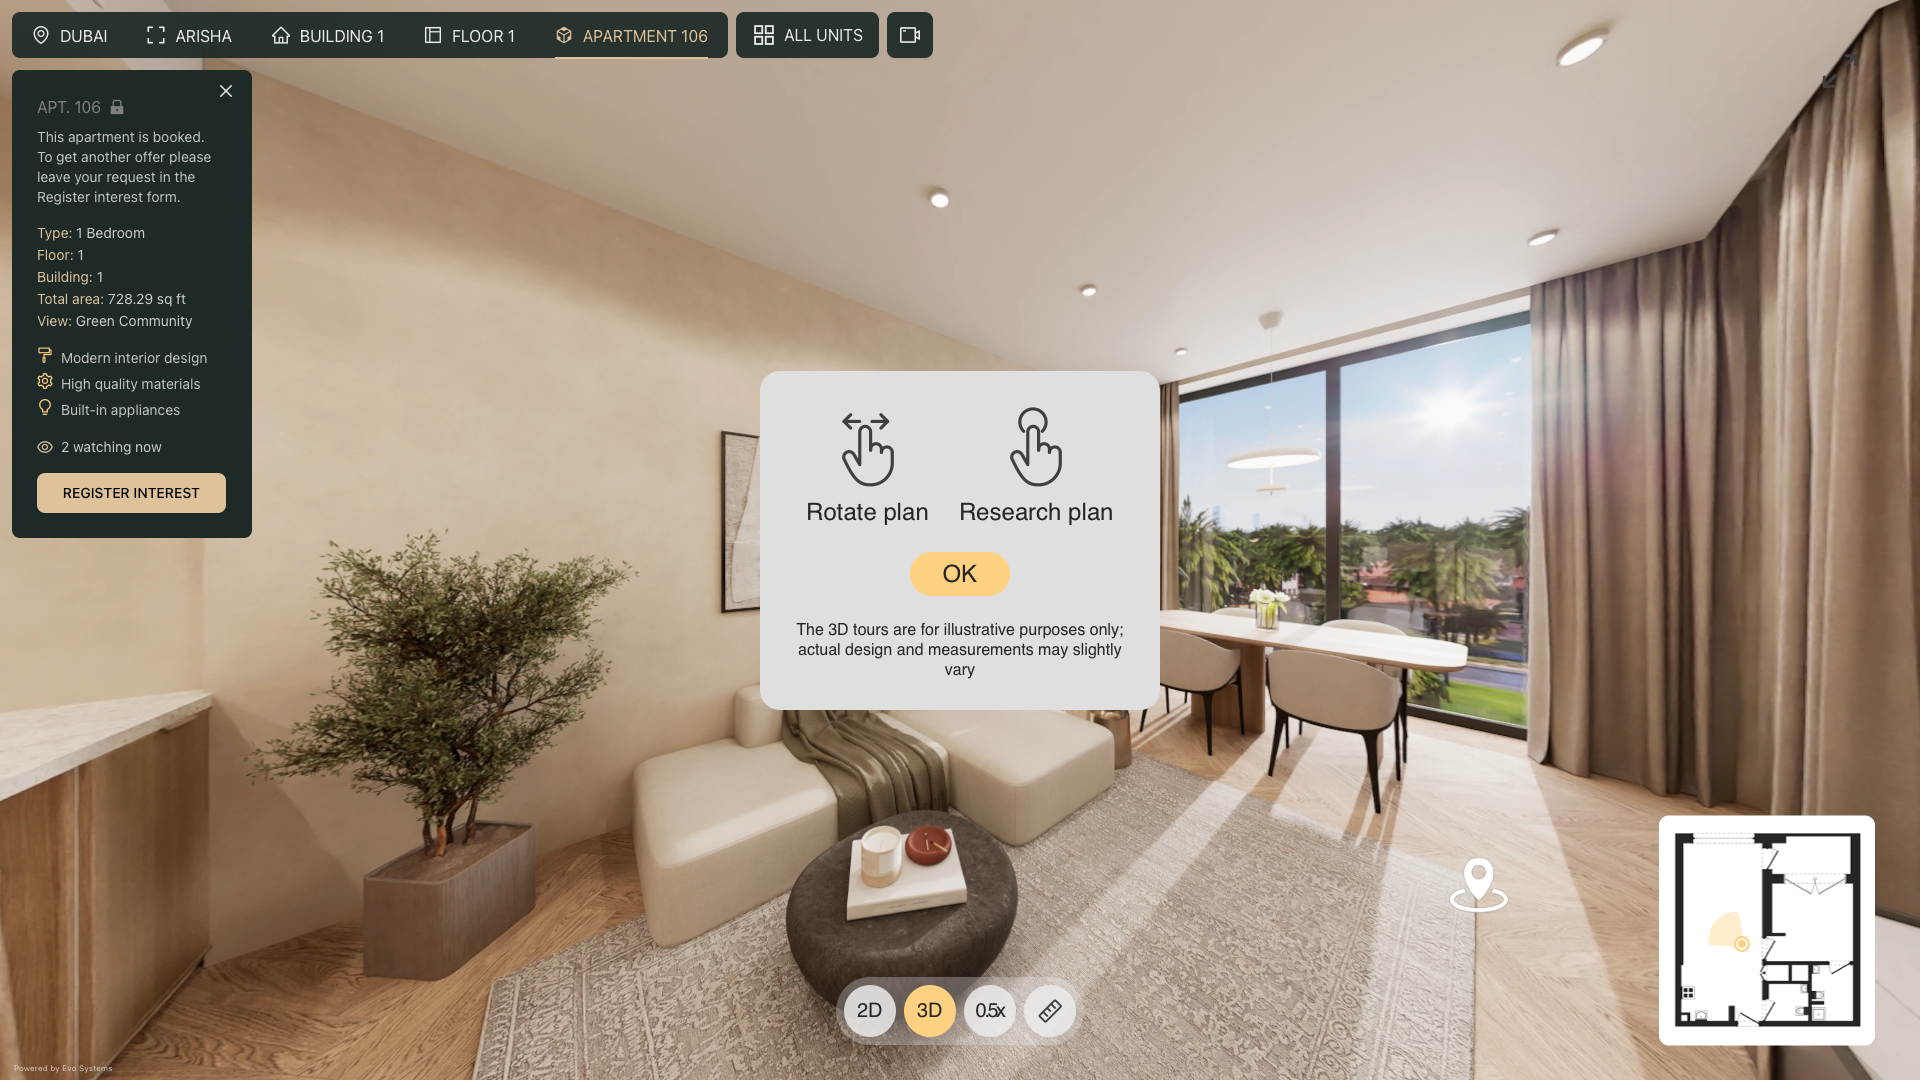 DUBAI
ARISHA
BUILDING 1
FLOOR 1
APARTMENT 106
ALL UNITS
APT. 106
This apartment is booked.
To get another offer please
leave your request in the
Register interest form.
Type: 1 Bedroom
Floor: 1
Building: 1
Total area: 728.29 sq ft
View: Green Community
Modern interior design
High quality materials
Built-in appliances
2 watching now
REGISTER INTEREST
Rotate plan
Research plan
OK
The 3D tours are for illustrative purposes only;
actual design and measurements may slightly
vary
2D
3D
0.5x
Powered by Evo Systems